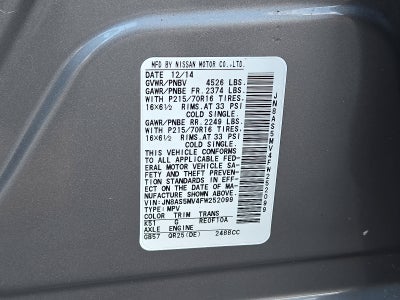 MFD BY NISSAN MOTOR CO.,LTD.
DATE 12/14
GVWR/PNBV 4526 LBS.
GAWR/PNBE FR. 2374 LBS.
WITH P215/70R16 TIRES,
16X6½ RIMS.AT 33 PSI
COLD SINGLE.
GAWR/PNBE RR. 2249 LBS.
WITH P215/70R16 TIRES,
16X6½ RIMS.AT 33 PSI
COLD SINGLE.
THIS VEHICLE CONFORMS
TO ALL APPLICABLE FED-
ERAL MOTOR VEHICLE SA-
FETY AND THEFT PREVEN-
TION STANDARDS IN EFF-
ECT ON THE DATE OF MA-
NUFACTURE SHOWN ABOVE.
VIN:JN8AS5MV4FW252099
TYPE:MPV
COLOR TRIM TRANS
K51 G RE0F10A
AXLE ENGINE
GB57 QR25(DE) 2488CC
JN8AS5MV4FW252099